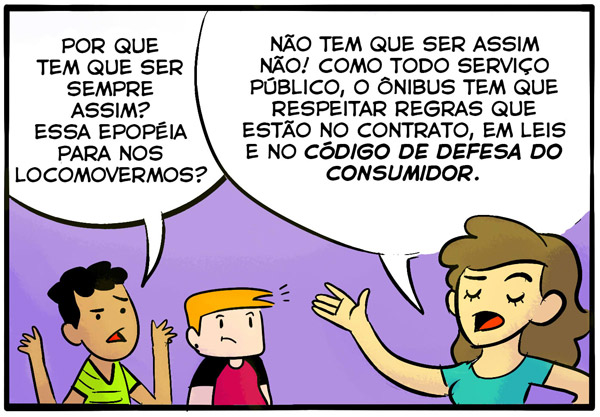 POR QUE
TEM QUE SER
SEMPRE
ASSIM?
ESSA EPOPÉIA
PARA NOS
LOCOMOVERMOS?
NÃO TEM QUE SER ASSIM
NÃO! COMO TODO SERVIÇO
PÚBLICO, O ÔNIBUS TEM QUE
RESPEITAR REGRAS QUE
ESTÃO NO CONTRATO, EM LEIS
E NO CÓDIGO DE DEFESA DO
CONSUMIDOR.